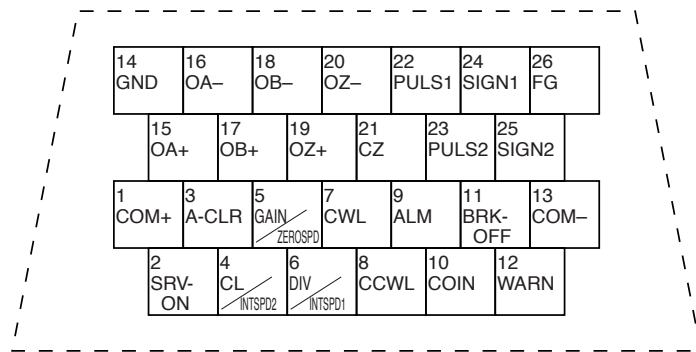 14 16 18 20 22 24 26
GND OA– OB– OZ– PULS1 SIGN1 FG
15 17 19 21 23 25
OA+ OB+ OZ+ CZ PULS2 SIGN2
1 3 5 7 9 11 13
COM+ A-CLR GAIN CWL ALM BRK- COM–
ZEROSPD OFF
2 4 6 8 10 12
SRV- CL DIV CCWL COIN WARN
ON INTSPD2 INTSPD1